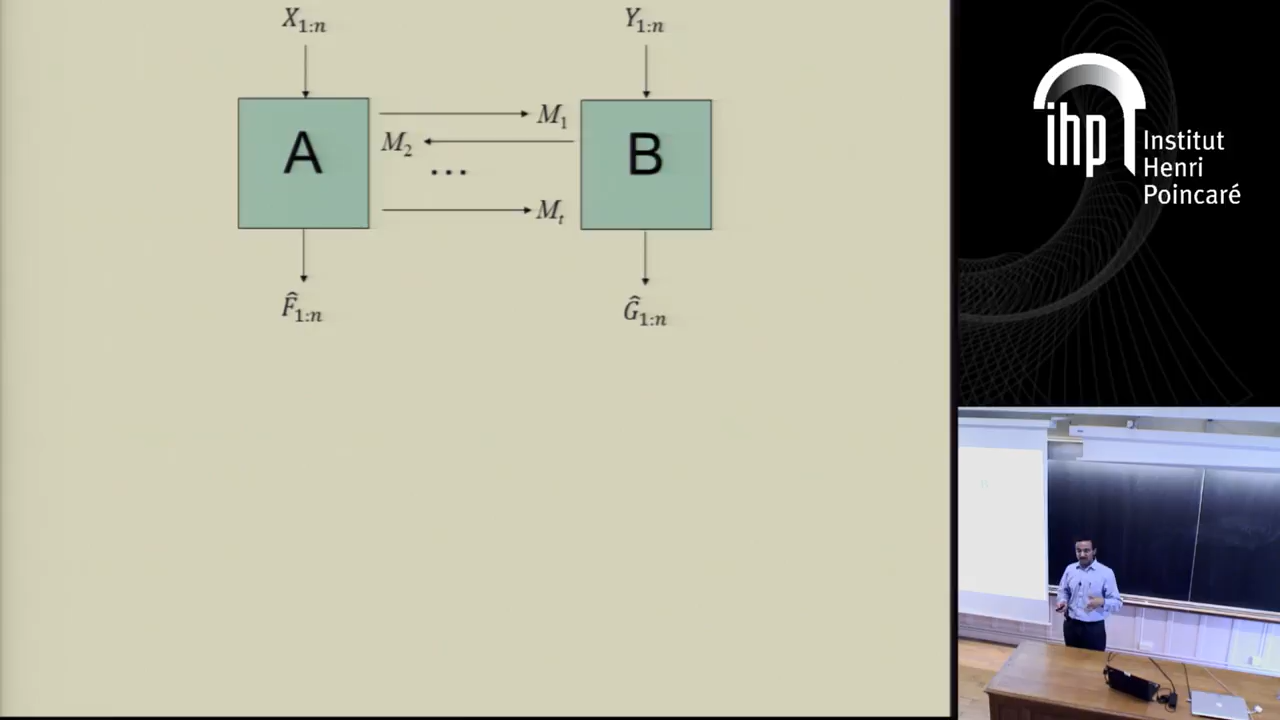 X₁:ₙ Y₁:ₙ
A → M₁ B
M₂ ←
...
→ Mₜ
F̂₁:ₙ Ĝ₁:ₙ
ihp Institut
Henri
Poincaré